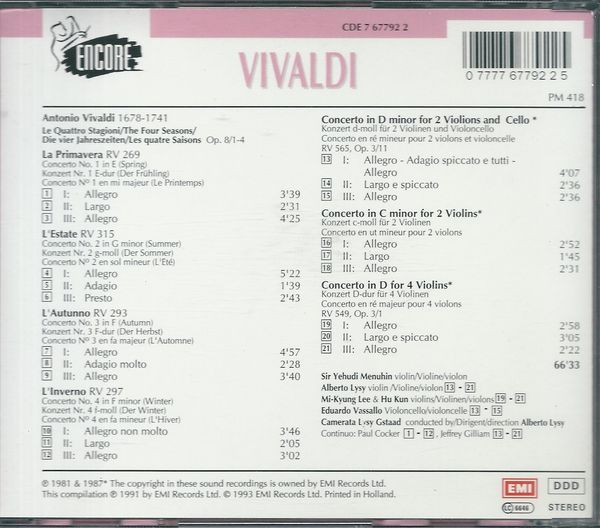 CDE 7 67792 2
ENCORE
VIVALDI
0 7777 67792 2 5
PM 418
Antonio Vivaldi 1678-1741
Le Quattro Stagioni/The Four Seasons/
Die vier Jahreszeiten/Les quatre Saisons Op. 8/1-4
La Primavera RV 269
Concerto No. 1 in E (Spring)
Konzert Nr. 1 E-dur (Der Frühling)
Concerto Nº 1 en mi majeur (Le Printemps)
1 I: Allegro 3'39
2 II: Largo 2'31
3 III: Allegro 4'25
L'Estate RV 315
Concerto No. 2 in G minor (Summer)
Konzert Nr. 2 g-moll (Der Sommer)
Concerto Nº 2 en sol mineur (L'Eté)
4 I: Allegro 5'22
5 II: Adagio 1'39
6 III: Presto 2'43
L'Autunno RV 293
Concerto No. 3 in F (Autumn)
Konzert Nr. 3 F-dur (Der Herbst)
Concerto Nº 3 en fa majeur (L'Automne)
7 I: Allegro 4'57
8 II: Adagio molto 2'28
9 III: Allegro 3'40
L'Inverno RV 297
Concerto No. 4 in F minor (Winter)
Konzert Nr. 4 f-moll (Der Winter)
Concerto Nº 4 en fa mineur (L'Hiver)
10 I: Allegro non molto 3'46
11 II: Largo 2'05
12 III: Allegro 3'02
Concerto in D minor for 2 Violions and Cello *
Konzert d-moll für 2 Violinen und Violoncello
Concerto en ré mineur pour 2 violons et violoncelle
RV 565, Op. 3/11
13 I: Allegro - Adagio spiccato e tutti -
Allegro 4'07
14 II: Largo e spiccato 2'36
15 III: Allegro 2'36
Concerto in C minor for 2 Violins*
Konzert c-moll für 2 Violinen
Concerto en ut mineur pour 2 violons
16 I: Allegro 2'52
17 II: Largo 1'45
18 III: Allegro 2'31
Concerto in D for 4 Violins*
Konzert D-dur für 4 Violinen
Concerto en ré majeur pour 4 violons
RV 549, Op. 3/1
19 I: Allegro 2'58
20 II: Largo e spiccato 3'05
21 III: Allegro 2'22
66'33
Sir Yehudi Menuhin violin/Violine/violon
Alberto Lysy violin /Violine/violon 13 - 21
Mi-Kyung Lee & Hu Kun violins/Violinen/violons 19 - 21
Eduardo Vassallo Violoncello/violoncelle 13 - 15
Camerata Lysy Gstaad conducted by/Dirigent/direction Alberto Lysy
Continuo: Paul Cocker 1 - 12, Jeffrey Gilliam 13 - 21
℗ 1981 & 1987* The copyright in these sound recordings is owned by EMI Records Ltd.
This compilation ℗ 1991 by EMI Records Ltd. © 1993 EMI Records Ltd. Printed in Holland.
EMI
DDD
LC 6646
STEREO